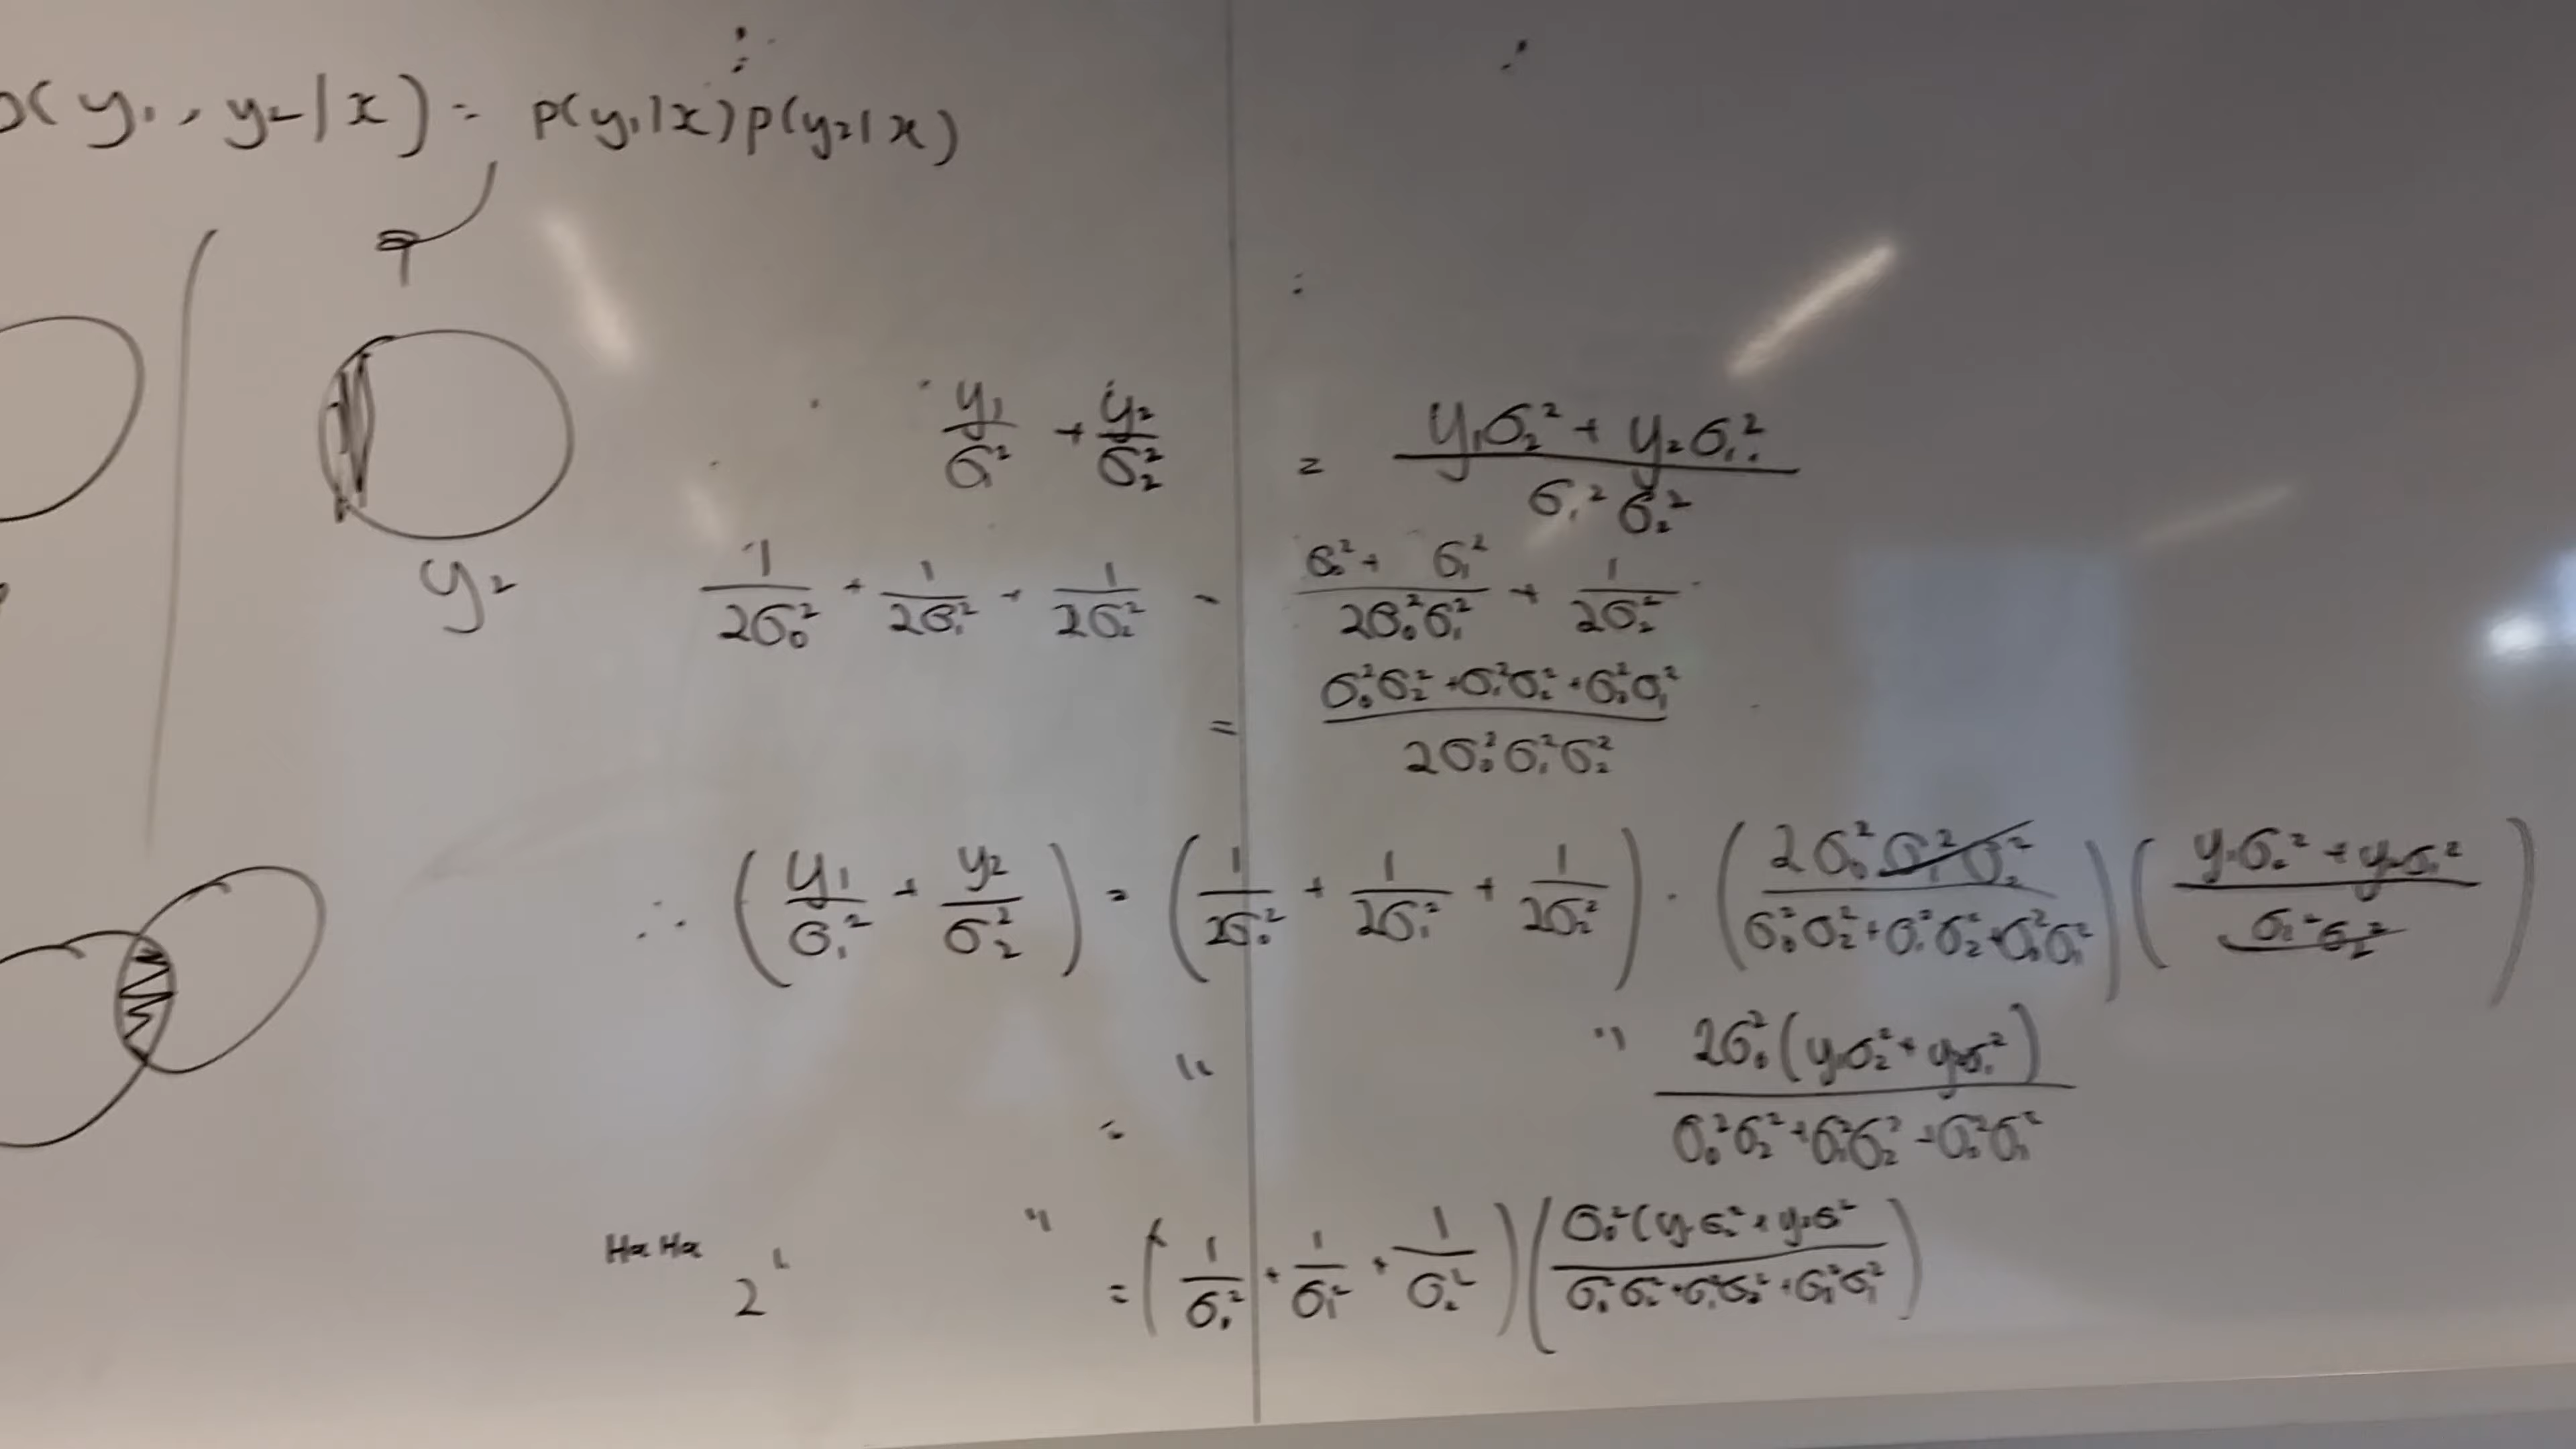 p(y₁, y₂|x) = p(y₁|x)p(y₂|x)
y₁/σ₁² + y₂/σ₂² = (y₁σ₂² + y₂σ₁²)/(σ₁²σ₂²)
y₂
1/(2σ₀²) + 1/(2σ₁²) + 1/(2σ₂²) = (σ₀² + σ₁²)/(2σ₀²σ₁²) + 1/(2σ₂²)
= (σ₀²σ₂² + σ₁²σ₂² + σ₀²σ₁²)/(2σ₀²σ₁²σ₂²)
∴ (y₁/σ₁² + y₂/σ₂²) = (1/(2σ₀²) + 1/(2σ₁²) + 1/(2σ₂²)) · (2σ₀²σ₁²σ₂²/(σ₀²σ₂² + σ₁²σ₂² + σ₀²σ₁²)) ((y₁σ₂² + y₂σ₁²)/(σ₁²σ₂²))
= " " 2σ₀²(y₁σ₂² + y₂σ₁²)/(σ₀²σ₂² + σ₁²σ₂² + σ₀²σ₁²)
Ha Ha 2 " " = (1/σ₀² + 1/σ₁² + 1/σ₂²) (σ₀²(y₁σ₂² + y₂σ²/(σ₀²σ₂² + σ₁²σ₂² + σ₀²σ₁²))